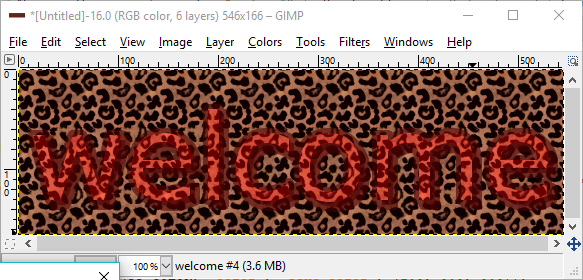 *[Untitled]-16.0 (RGB color, 6 layers) 546x166 – GIMP
File Edit Select View Image Layer Colors Tools Filters Windows Help
0 100 200 300 400 500
0
100
welcome
100 % welcome #4 (3.6 MB)